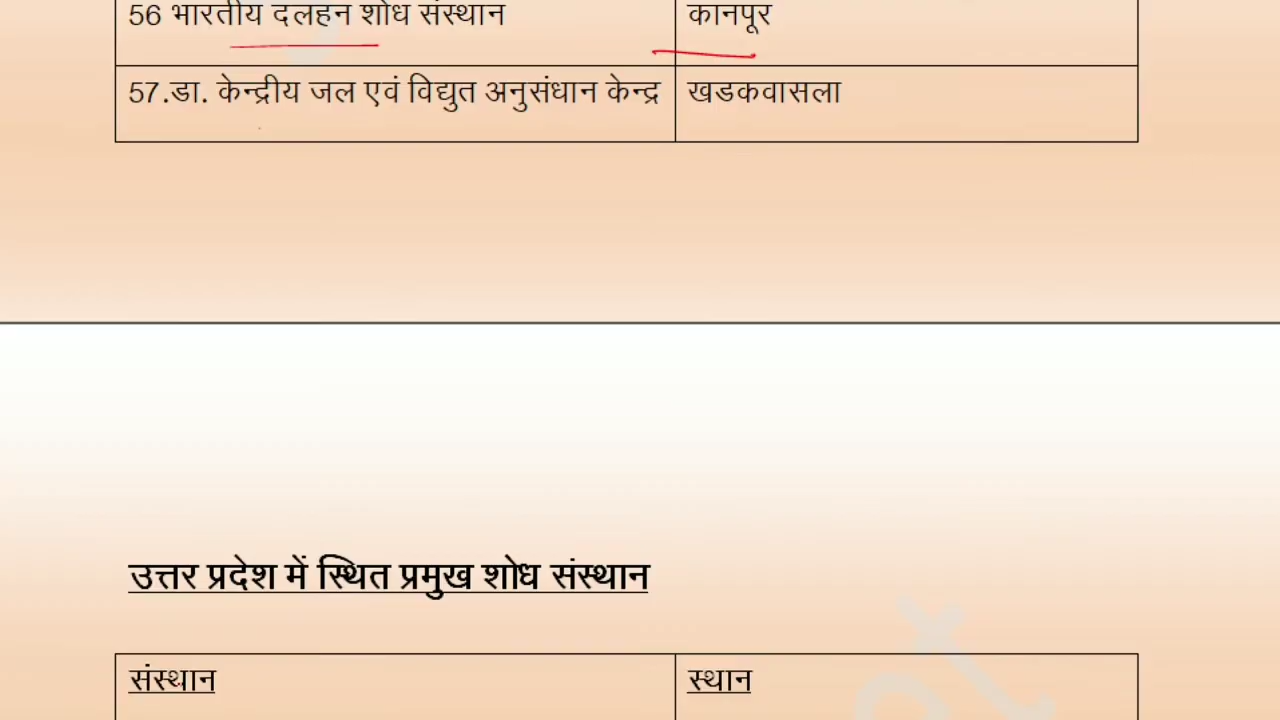 56 भारतीय दलहन शोध संस्थान कानपूर
57.डा. केन्द्रीय जल एवं विद्युत अनुसंधान केन्द्र खडकवासला
उत्तर प्रदेश में स्थित प्रमुख शोध संस्थान
संस्थान स्थान